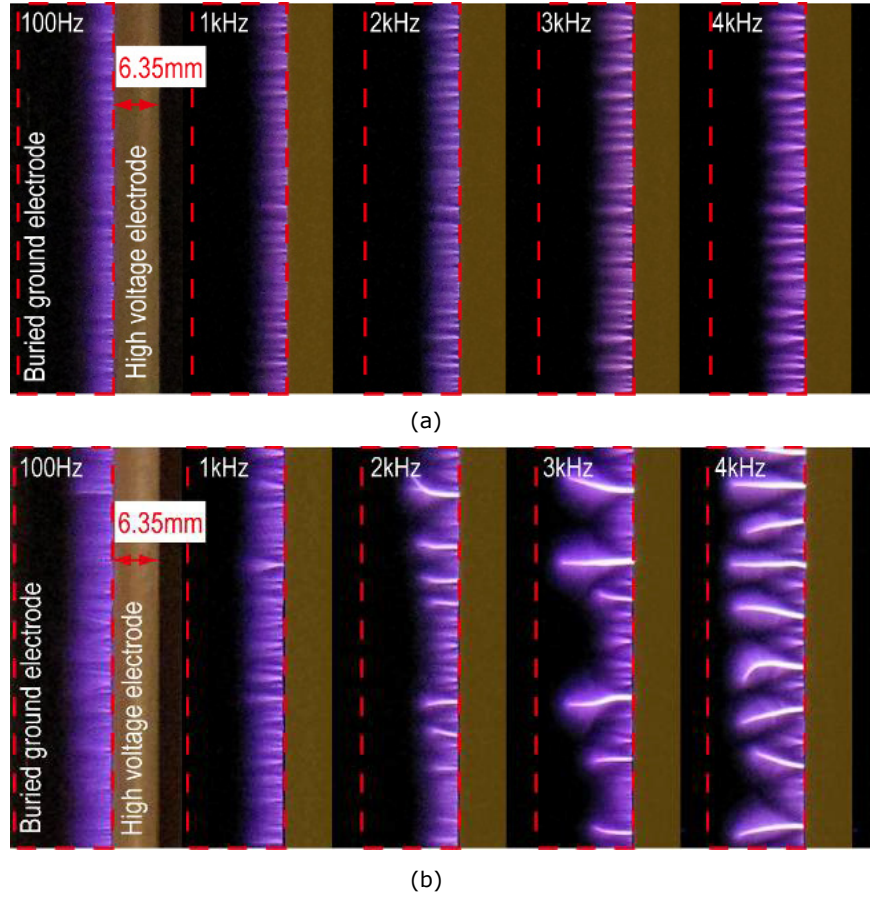 100Hz
1kHz
2kHz
3kHz
4kHz
6.35mm
Buried ground electrode
High voltage electrode
(a)
100Hz
1kHz
2kHz
3kHz
4kHz
6.35mm
Buried ground electrode
High voltage electrode
(b)